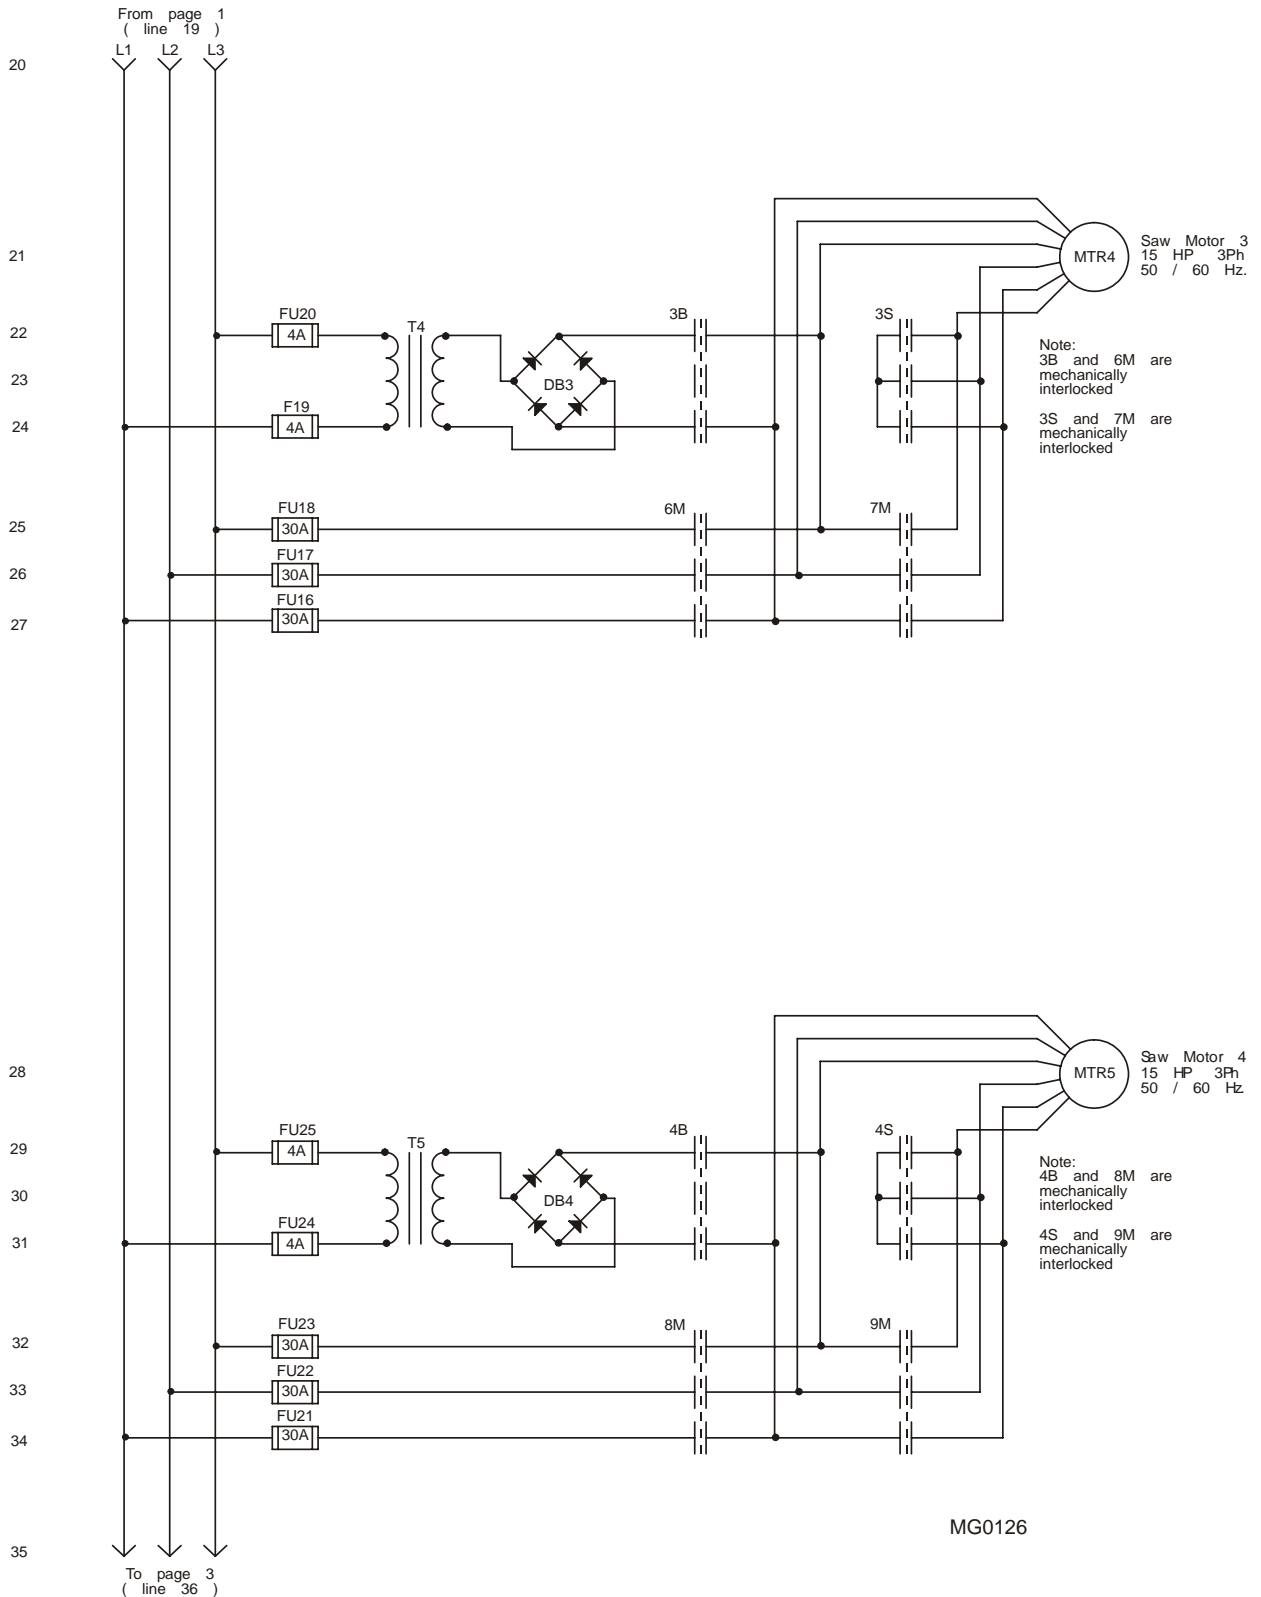 From page 1
( line 19 )
L1 L2 L3
20
21
MTR4
Saw Motor 3
15 HP 3Ph
50 / 60 Hz.
FU20
4A
T4
DB3
3B
3S
22
23
F19
4A
24
Note:
3B and 6M are
mechanically
interlocked
3S and 7M are
mechanically
interlocked
FU18
30A
6M
7M
25
FU17
30A
26
FU16
30A
27
28
MTR5
Saw Motor 4
15 HP 3Ph
50 / 60 Hz.
FU25
4A
T5
DB4
4B
4S
29
30
FU24
4A
31
Note:
4B and 8M are
mechanically
interlocked
4S and 9M are
mechanically
interlocked
FU23
30A
8M
9M
32
FU22
30A
33
FU21
30A
34
MG0126
35
To page 3
( line 36 )